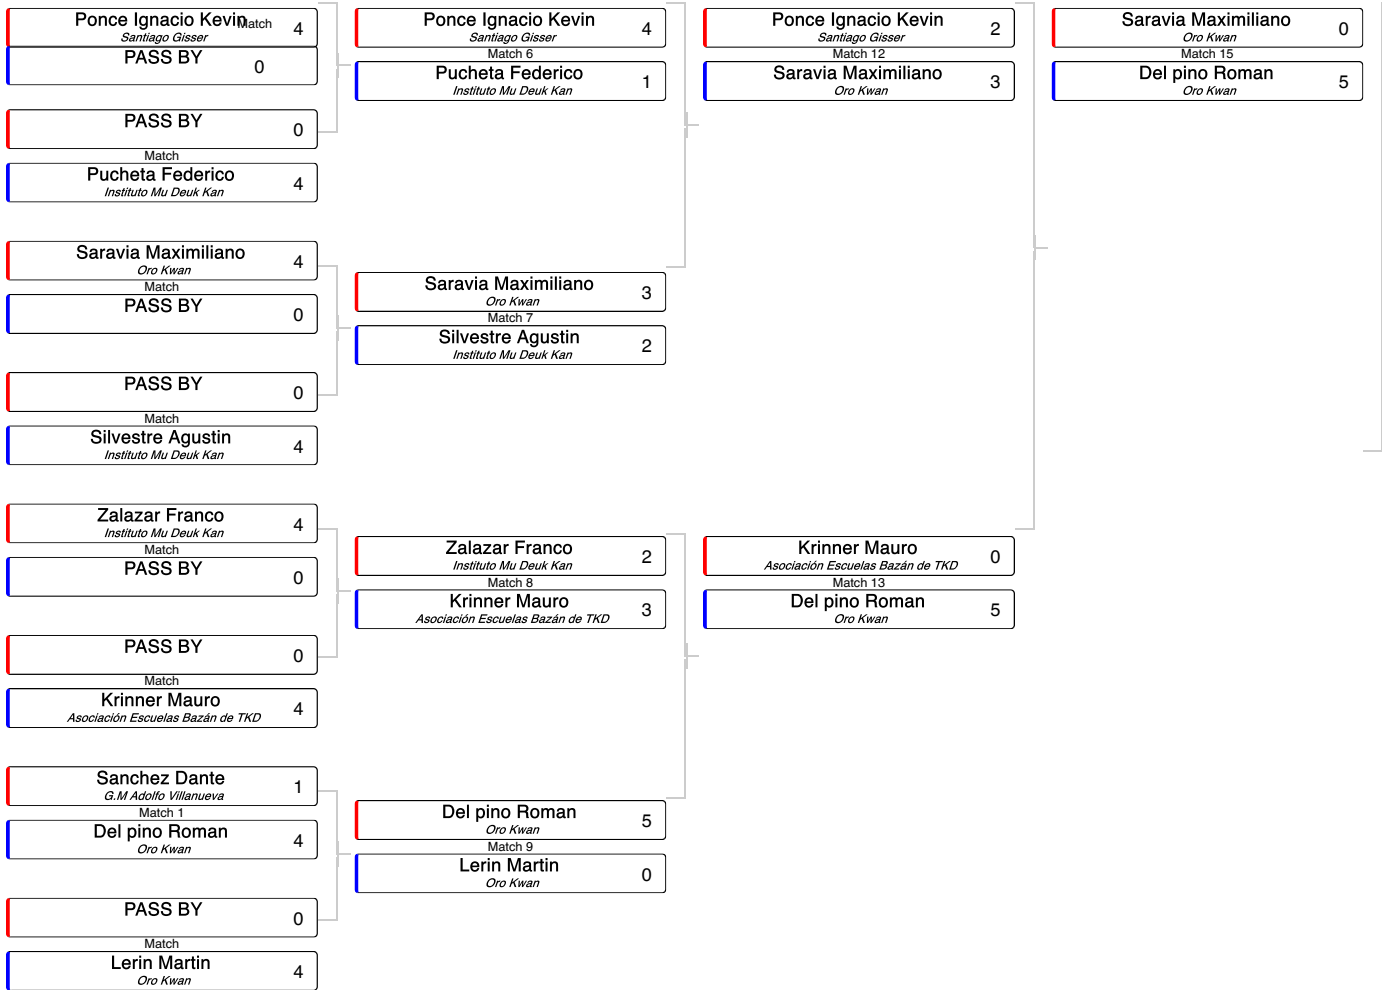 Ponce Ignacio Kevin
Match
4
Santiago Gisser
PASS BY
0
PASS BY
0
Match
Pucheta Federico
4
Instituto Mu Deuk Kan
Saravia Maximiliano
4
Oro Kwan
Match
PASS BY
0
PASS BY
0
Match
Silvestre Agustin
4
Instituto Mu Deuk Kan
Zalazar Franco
4
Instituto Mu Deuk Kan
Match
PASS BY
0
PASS BY
0
Match
Krinner Mauro
4
Asociación Escuelas Bazán de TKD
Sanchez Dante
1
G.M Adolfo Villanueva
Match 1
Del pino Roman
4
Oro Kwan
PASS BY
0
Match
Lerin Martin
4
Oro Kwan
Ponce Ignacio Kevin
4
Santiago Gisser
Match 6
Pucheta Federico
1
Instituto Mu Deuk Kan
Saravia Maximiliano
3
Oro Kwan
Match 7
Silvestre Agustin
2
Instituto Mu Deuk Kan
Zalazar Franco
2
Instituto Mu Deuk Kan
Match 8
Krinner Mauro
3
Asociación Escuelas Bazán de TKD
Del pino Roman
5
Oro Kwan
Match 9
Lerin Martin
0
Oro Kwan
Ponce Ignacio Kevin
2
Santiago Gisser
Match 12
Saravia Maximiliano
3
Oro Kwan
Krinner Mauro
0
Asociación Escuelas Bazán de TKD
Match 13
Del pino Roman
5
Oro Kwan
Saravia Maximiliano
0
Oro Kwan
Match 15
Del pino Roman
5
Oro Kwan